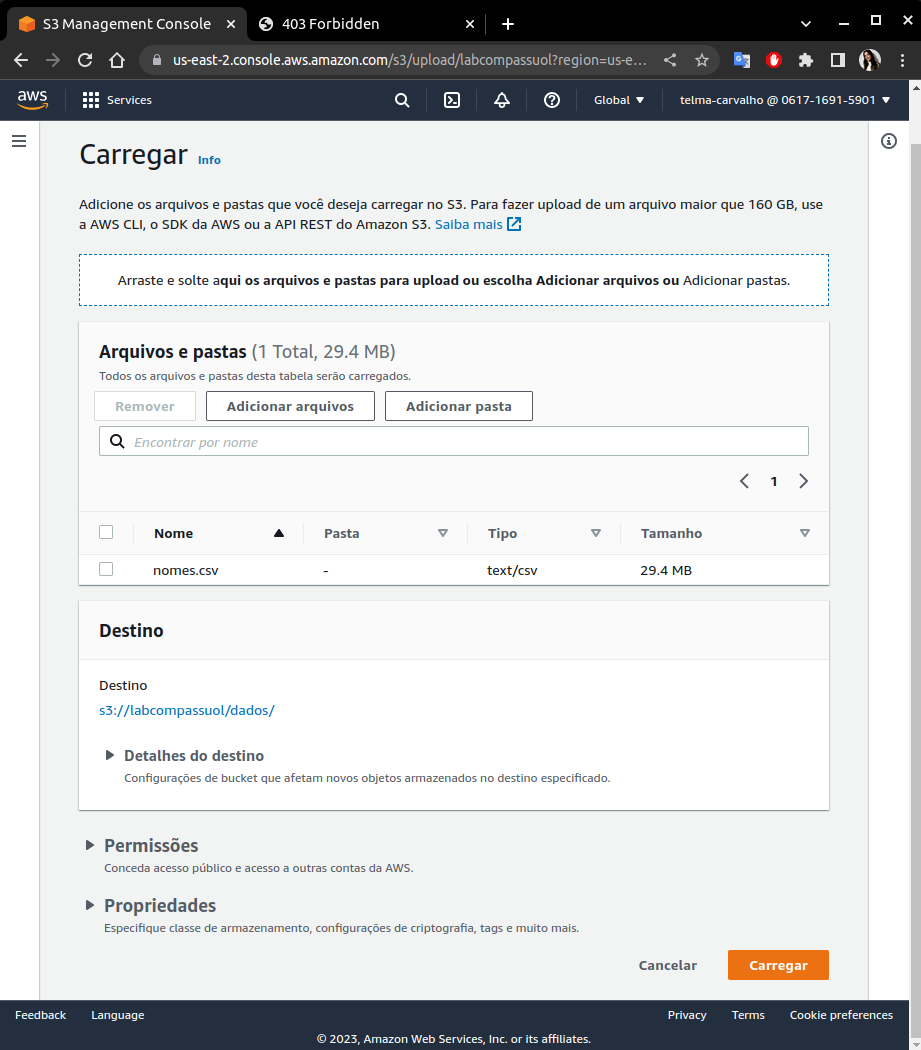 S3 Management Console
403 Forbidden
us-east-2.console.aws.amazon.com/s3/upload/labcompassuol?region=us-e...
aws Services Global telma-carvalho @ 0617-1691-5901
Carregar Info
Adicione os arquivos e pastas que você deseja carregar no S3. Para fazer upload de um arquivo maior que 160 GB, use
a AWS CLI, o SDK da AWS ou a API REST do Amazon S3. Saiba mais
Arraste e solte aqui os arquivos e pastas para upload ou escolha Adicionar arquivos ou Adicionar pastas.
Arquivos e pastas (1 Total, 29.4 MB)
Todos os arquivos e pastas desta tabela serão carregados.
Remover Adicionar arquivos Adicionar pasta
Encontrar por nome
1
Nome Pasta Tipo Tamanho
nomes.csv - text/csv 29.4 MB
Destino
Destino
s3://labcompassuol/dados/
Detalhes do destino
Configurações de bucket que afetam novos objetos armazenados no destino especificado.
Permissões
Conceda acesso público e acesso a outras contas da AWS.
Propriedades
Especifique classe de armazenamento, configurações de criptografia, tags e muito mais.
Cancelar Carregar
Feedback Language Privacy Terms Cookie preferences
© 2023, Amazon Web Services, Inc. or its affiliates.